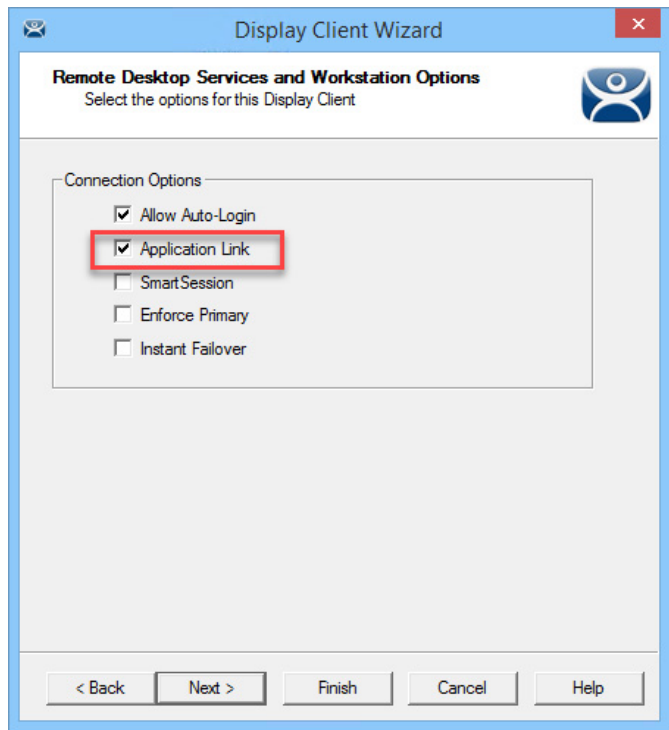 Display Client Wizard
Remote Desktop Services and Workstation Options
Select the options for this Display Client
Connection Options
Allow Auto-Login
Application Link
SmartSession
Enforce Primary
Instant Failover
< Back Next > Finish Cancel Help